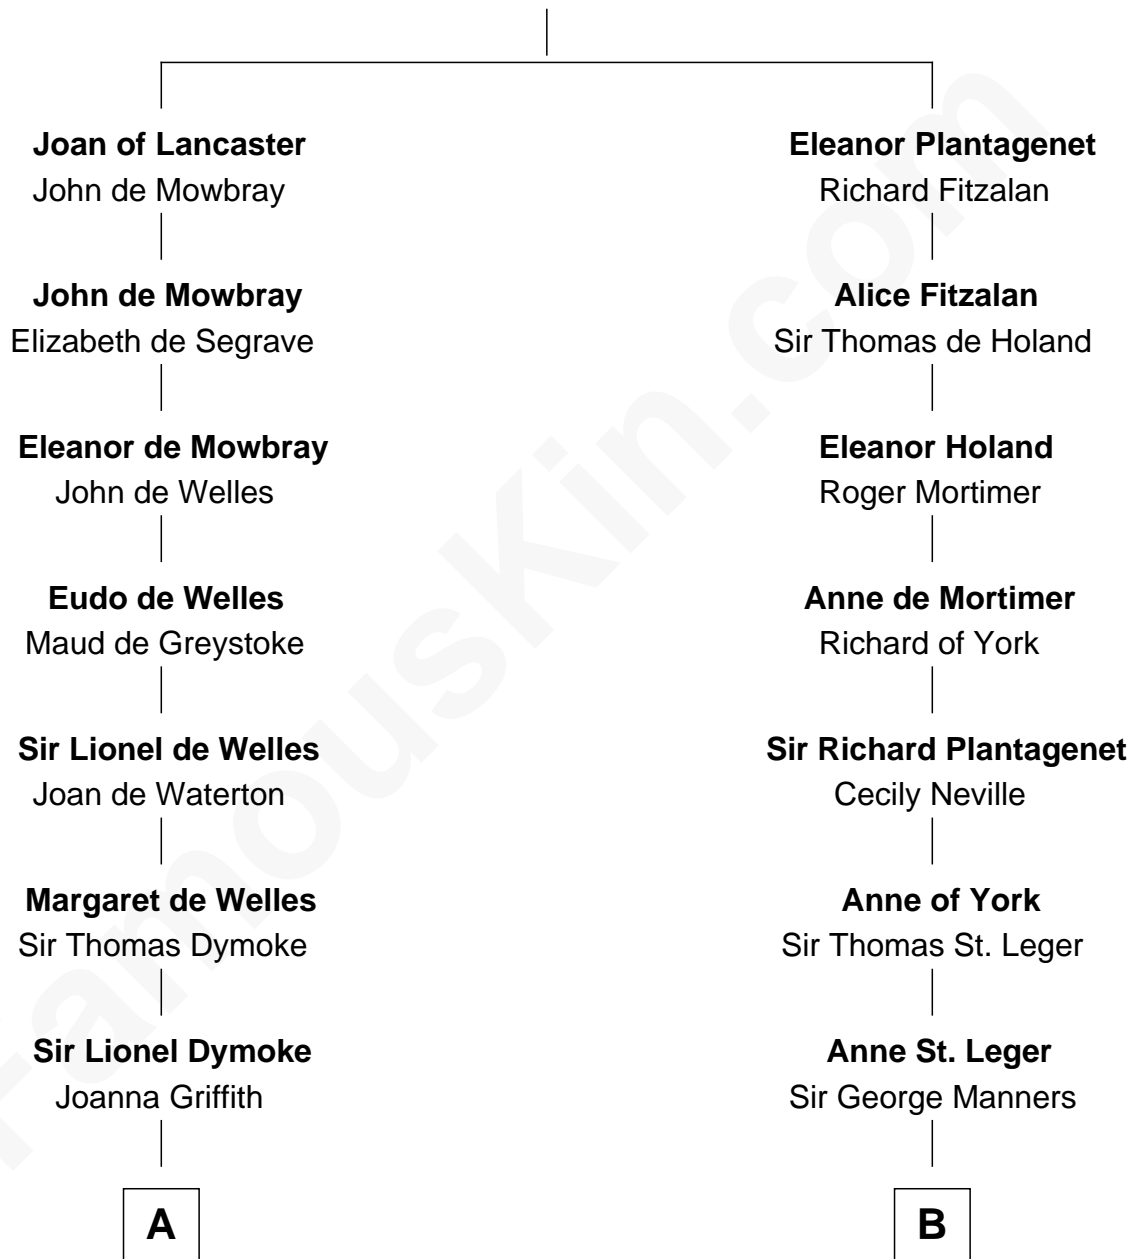 Joan of Lancaster
John de Mowbray
Eleanor Plantagenet
Richard Fitzalan
John de Mowbray
Elizabeth de Segrave
Alice Fitzalan
Sir Thomas de Holand
Eleanor de Mowbray
John de Welles
Eleanor Holand
Roger Mortimer
Eudo de Welles
Maud de Greystoke
Anne de Mortimer
Richard of York
Sir Lionel de Welles
Joan de Waterton
Sir Richard Plantagenet
Cecily Neville
Margaret de Welles
Sir Thomas Dymoke
Anne of York
Sir Thomas St. Leger
Sir Lionel Dymoke
Joanna Griffith
Anne St. Leger
Sir George Manners
A
B
FamousKin.com